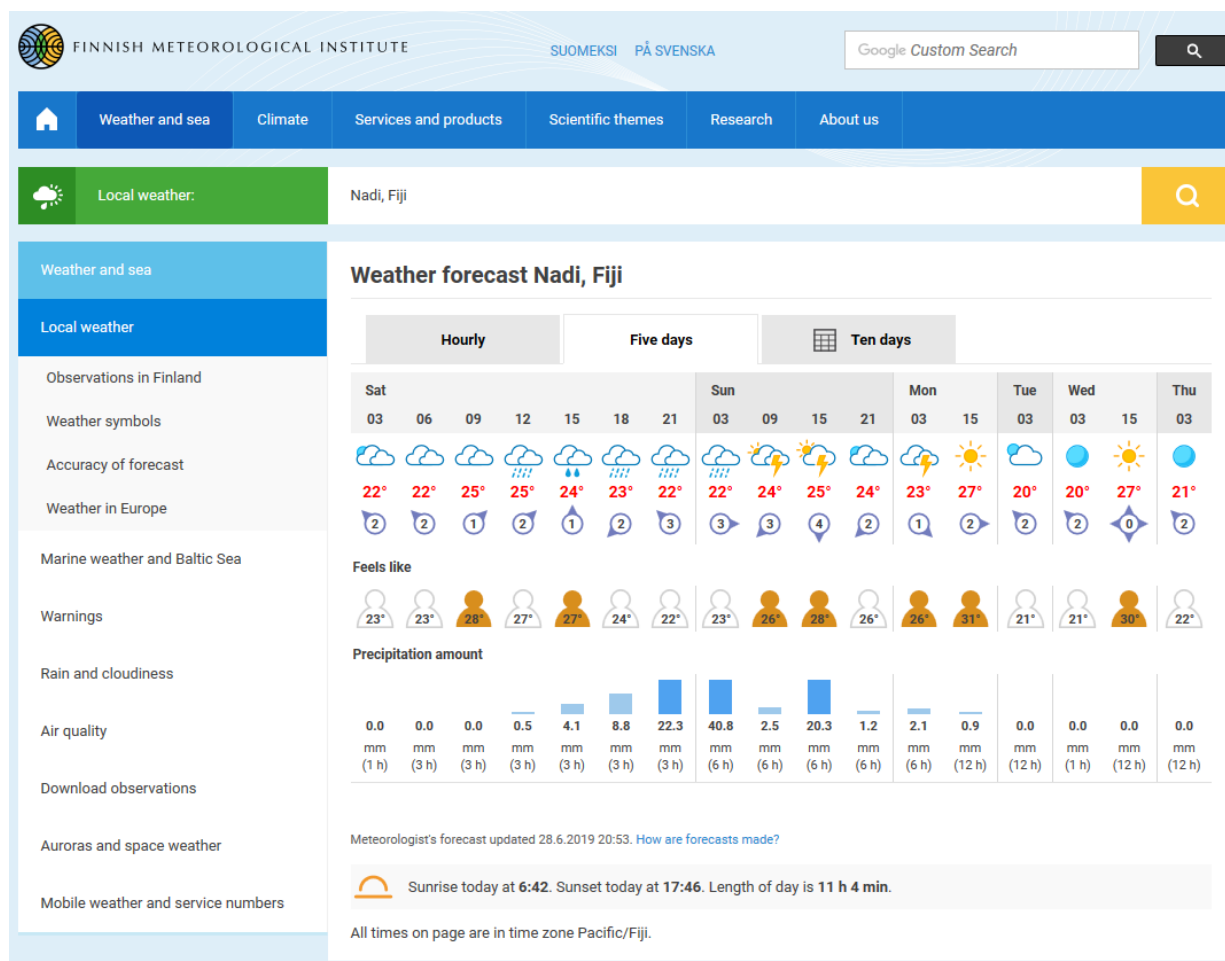 FINNISH METEOROLOGICAL INSTITUTE
SUOMEKSI PÅ SVENSKA
Google Custom Search
Weather and sea Climate Services and products Scientific themes Research About us
Local weather: Nadi, Fiji
Weather and sea
Local weather
Observations in Finland
Weather symbols
Accuracy of forecast
Weather in Europe
Marine weather and Baltic Sea
Warnings
Rain and cloudiness
Air quality
Download observations
Auroras and space weather
Mobile weather and service numbers
Weather forecast Nadi, Fiji
Hourly Five days Ten days
Sat Sun Mon Tue Wed Thu
03 06 09 12 15 18 21 03 09 15 21 03 15 03 03 15 03
22° 22° 25° 25° 24° 23° 22° 22° 24° 25° 24° 23° 27° 20° 20° 27° 21°
2 2 1 2 1 2 3 3 3 4 2 1 2 2 2 0 2
Feels like
23° 23° 28° 27° 27° 24° 22° 23° 26° 28° 26° 26° 31° 21° 21° 30° 22°
Precipitation amount
0.0 0.0 0.0 0.5 4.1 8.8 22.3 40.8 2.5 20.3 1.2 2.1 0.9 0.0 0.0 0.0 0.0
mm mm mm mm mm mm mm mm mm mm mm mm mm mm mm mm mm
(1 h) (3 h) (3 h) (3 h) (3 h) (3 h) (3 h) (6 h) (6 h) (6 h) (6 h) (6 h) (12 h) (12 h) (1 h) (12 h) (12 h)
Meteorologist's forecast updated 28.6.2019 20:53. How are forecasts made?
Sunrise today at 6:42. Sunset today at 17:46. Length of day is 11 h 4 min.
All times on page are in time zone Pacific/Fiji.